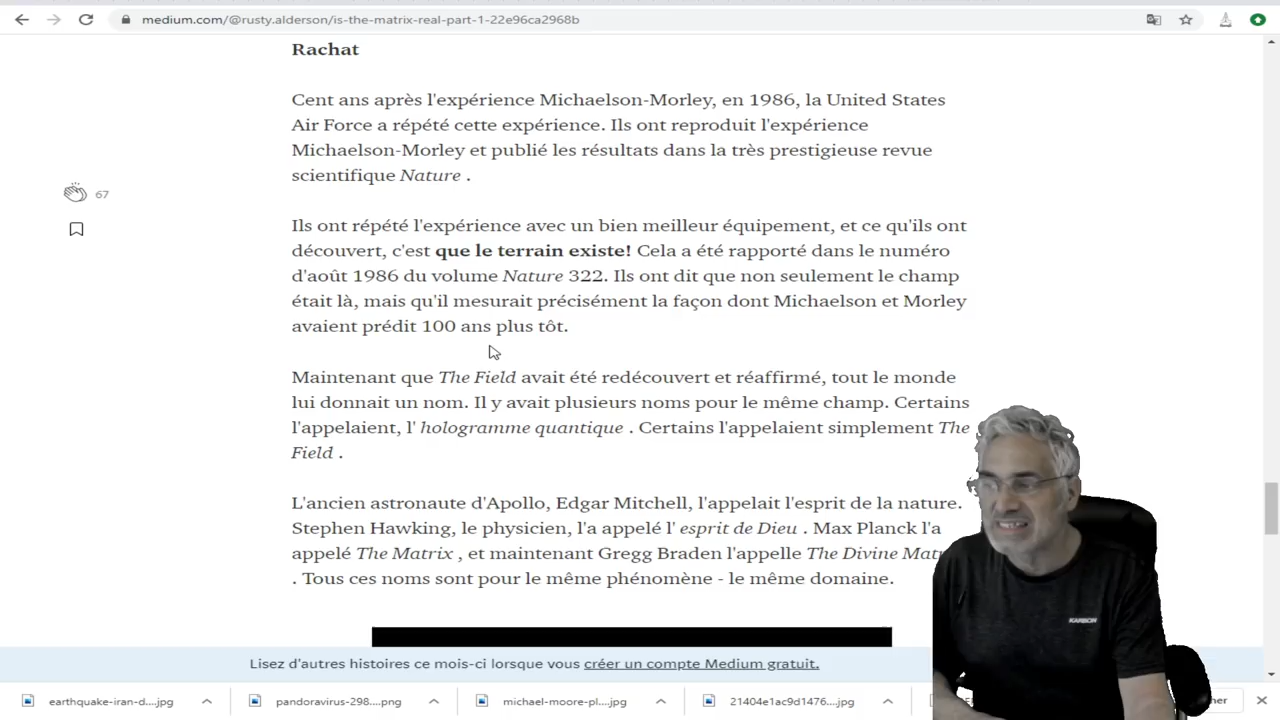 medium.com/@rusty.alderson/is-the-matrix-real-part-1-22e96ca2968b
Rachat
Cent ans après l'expérience Michaelson-Morley, en 1986, la United States
Air Force a répété cette expérience. Ils ont reproduit l'expérience
Michaelson-Morley et publié les résultats dans la très prestigieuse revue
scientifique Nature .
67
Ils ont répété l'expérience avec un bien meilleur équipement, et ce qu'ils ont
découvert, c'est que le terrain existe! Cela a été rapporté dans le numéro
d'août 1986 du volume Nature 322. Ils ont dit que non seulement le champ
était là, mais qu'il mesurait précisément la façon dont Michaelson et Morley
avaient prédit 100 ans plus tôt.
Maintenant que The Field avait été redécouvert et réaffirmé, tout le monde
lui donnait un nom. Il y avait plusieurs noms pour le même champ. Certains
l'appelaient, l' hologramme quantique . Certains l'appelaient simplement The
Field .
L'ancien astronaute d'Apollo, Edgar Mitchell, l'appelait l'esprit de la nature.
Stephen Hawking, le physicien, l'a appelé l' esprit de Dieu . Max Planck l'a
appelé The Matrix , et maintenant Gregg Braden l'appelle The Divine
. Tous ces noms sont pour le même phénomène - le même domaine.
Lisez d'autres histoires ce mois-ci lorsque vous créer un compte Medium gratuit.
earthquake-iran-d....jpg
pandoravirus-298....png
michael-moore-pl....jpg
21404e1ac9d1476....jpg
KARBON